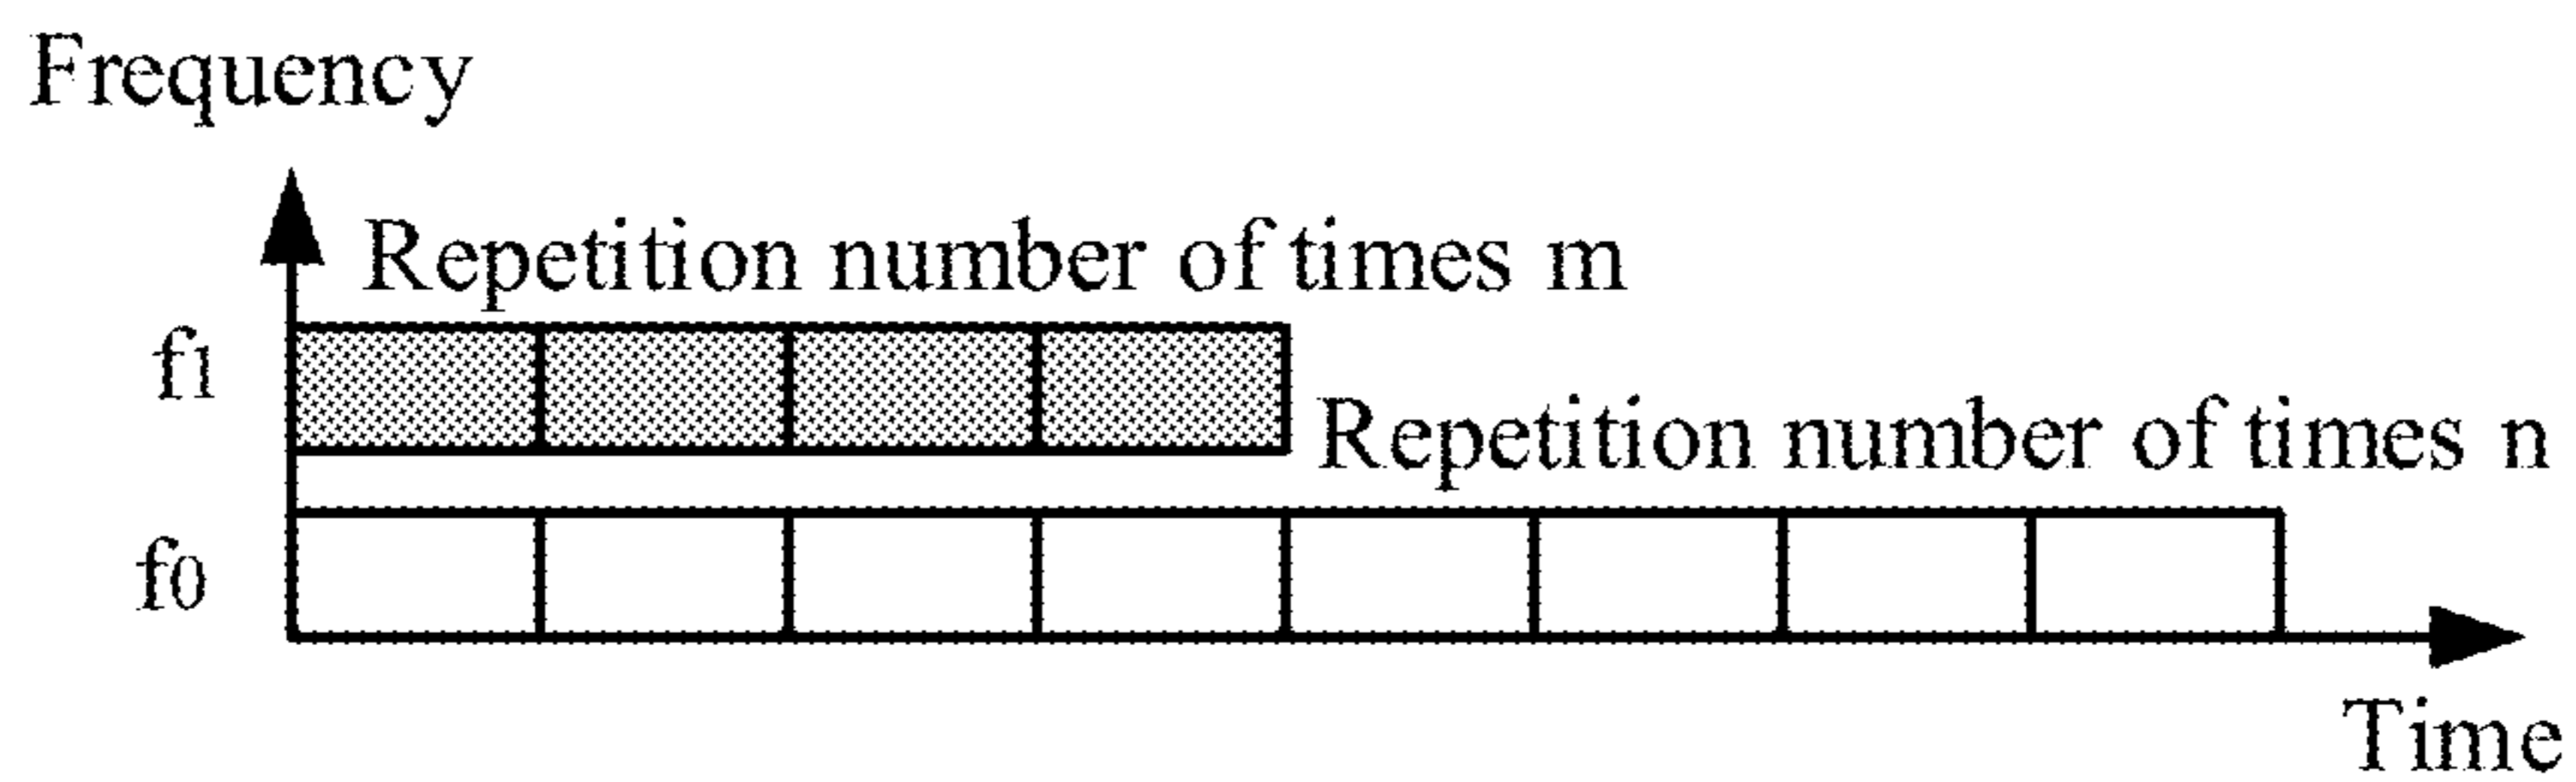 Frequency
Repetition number of times m
f1
Repetition number of times n
f0
Time